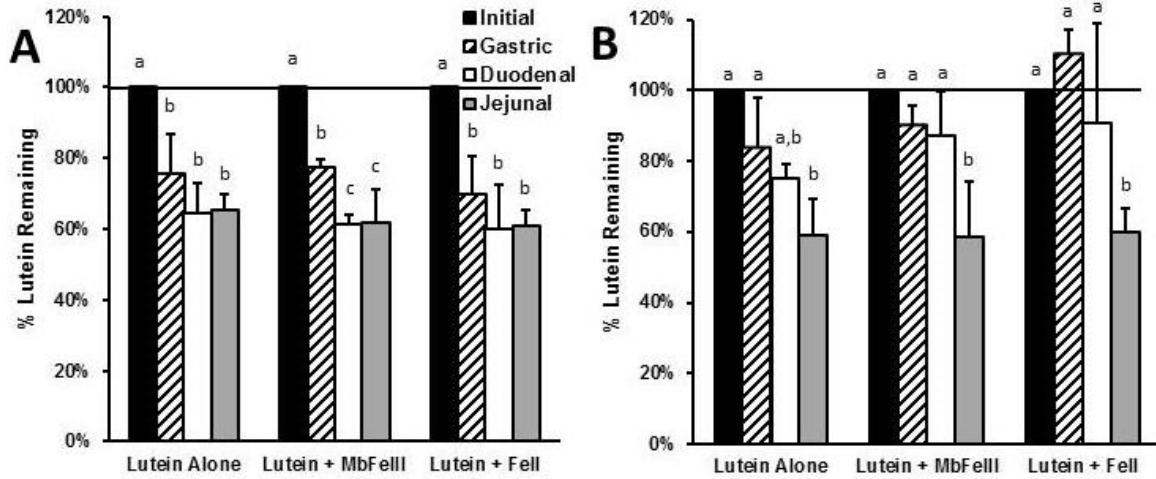 A
% Lutein Remaining
120%
100%
80%
60%
40%
20%
0%
Initial
Gastric
Duodenal
Jejunal
a
b
b
b
a
b
c
c
a
b
b
b
Lutein Alone
Lutein + MbFeIII
Lutein + FeII
B
% Lutein Remaining
120%
100%
80%
60%
40%
20%
0%
a
a
a,b
b
a
a
a
b
a
a
a
b
Lutein Alone
Lutein + MbFeIII
Lutein + FeII